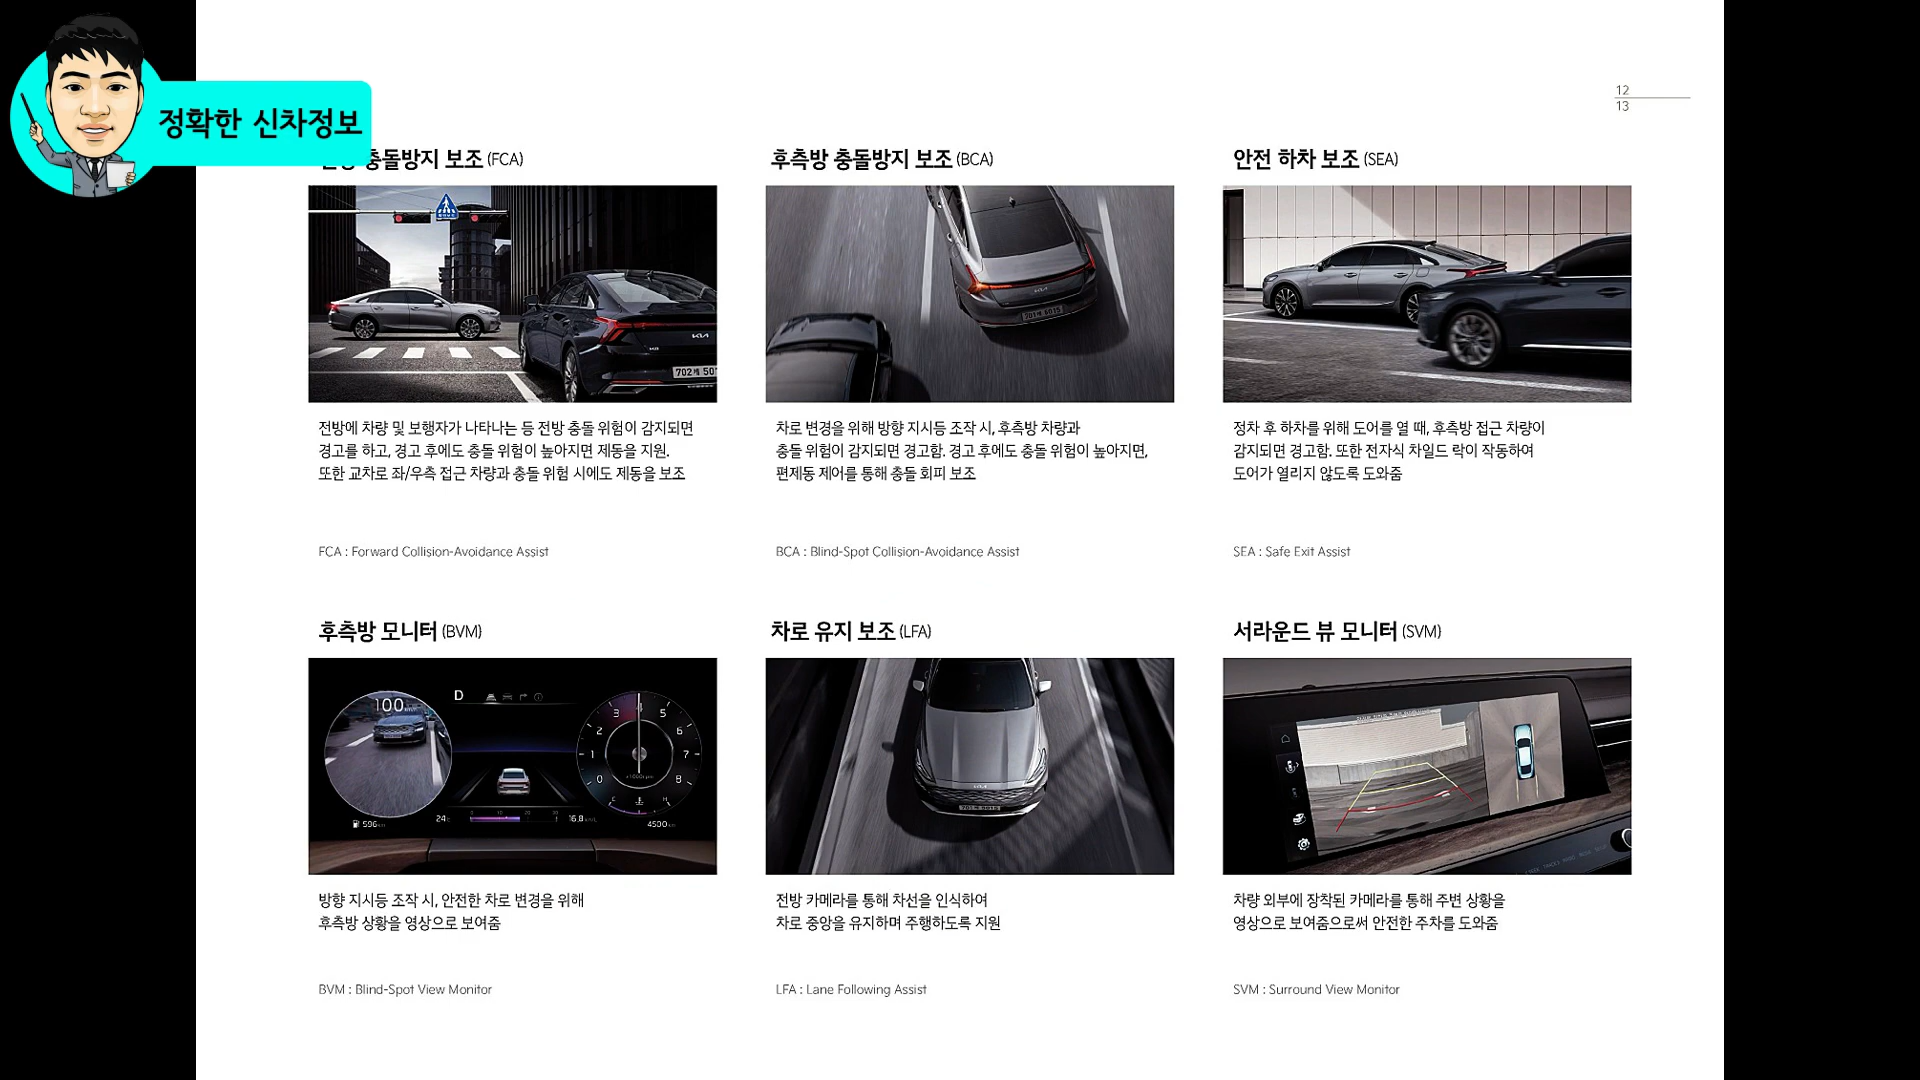 정확한 신차정보
12
13
충돌방지 보조 (FCA)
후측방 충돌방지 보조 (BCA)
안전 하차 보조 (SEA)
전방에 차량 및 보행자가 나타나는 등 전방 충돌 위험이 감지되면
경고를 하고, 경고 후에도 충돌 위험이 높아지면 제동을 지원.
또한 교차로 좌/우측 접근 차량과 충돌 위험 시에도 제동을 보조
차로 변경을 위해 방향 지시등 조작 시, 후측방 차량과
충돌 위험이 감지되면 경고함. 경고 후에도 충돌 위험이 높아지면,
편제동 제어를 통해 충돌 회피 보조
정차 후 하차를 위해 도어를 열 때, 후측방 접근 차량이
감지되면 경고함. 또한 전자식 차일드 락이 작동하여
도어가 열리지 않도록 도와줌
FCA : Forward Collision-Avoidance Assist
BCA : Blind-Spot Collision-Avoidance Assist
SEA : Safe Exit Assist
후측방 모니터 (BVM)
차로 유지 보조 (LFA)
서라운드 뷰 모니터 (SVM)
100
D
3
4
5
2
6
1
7
0
8
C
H
24
16.8
596
4500
방향 지시등 조작 시, 안전한 차로 변경을 위해
후측방 상황을 영상으로 보여줌
전방 카메라를 통해 차선을 인식하여
차로 중앙을 유지하며 주행하도록 지원
차량 외부에 장착된 카메라를 통해 주변 상황을
영상으로 보여줌으로써 안전한 주차를 도와줌
BVM : Blind-Spot View Monitor
LFA : Lane Following Assist
SVM : Surround View Monitor